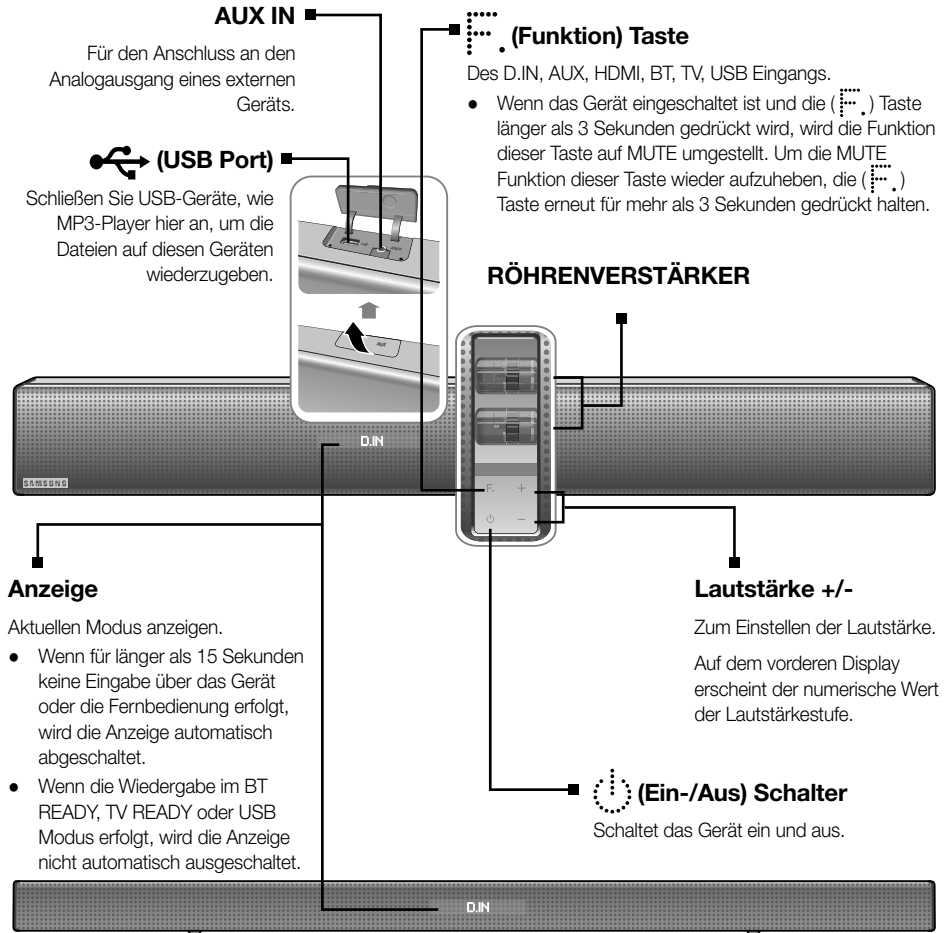 AUX IN
Für den Anschluss an den
Analogausgang eines externen
Geräts.
(USB Port)
Schließen Sie USB-Geräte, wie
MP3-Player hier an, um die
Dateien auf diesen Geräten
wiederzugeben.
F. (Funktion) Taste
Des D.IN, AUX, HDMI, BT, TV, USB Eingangs.
● Wenn das Gerät eingeschaltet ist und die ( F. ) Taste
länger als 3 Sekunden gedrückt wird, wird die Funktion
dieser Taste auf MUTE umgestellt. Um die MUTE
Funktion dieser Taste wieder aufzuheben, die ( F. )
Taste erneut für mehr als 3 Sekunden gedrückt halten.
RÖHRENVERSTÄRKER
D.IN
SAMSUNG
F. +
−
Anzeige
Aktuellen Modus anzeigen.
● Wenn für länger als 15 Sekunden
keine Eingabe über das Gerät
oder die Fernbedienung erfolgt,
wird die Anzeige automatisch
abgeschaltet.
● Wenn die Wiedergabe im BT
READY, TV READY oder USB
Modus erfolgt, wird die Anzeige
nicht automatisch ausgeschaltet.
Lautstärke +/-
Zum Einstellen der Lautstärke.
Auf dem vorderen Display
erscheint der numerische Wert
der Lautstärkestufe.
(Ein-/Aus) Schalter
Schaltet das Gerät ein und aus.
D.IN